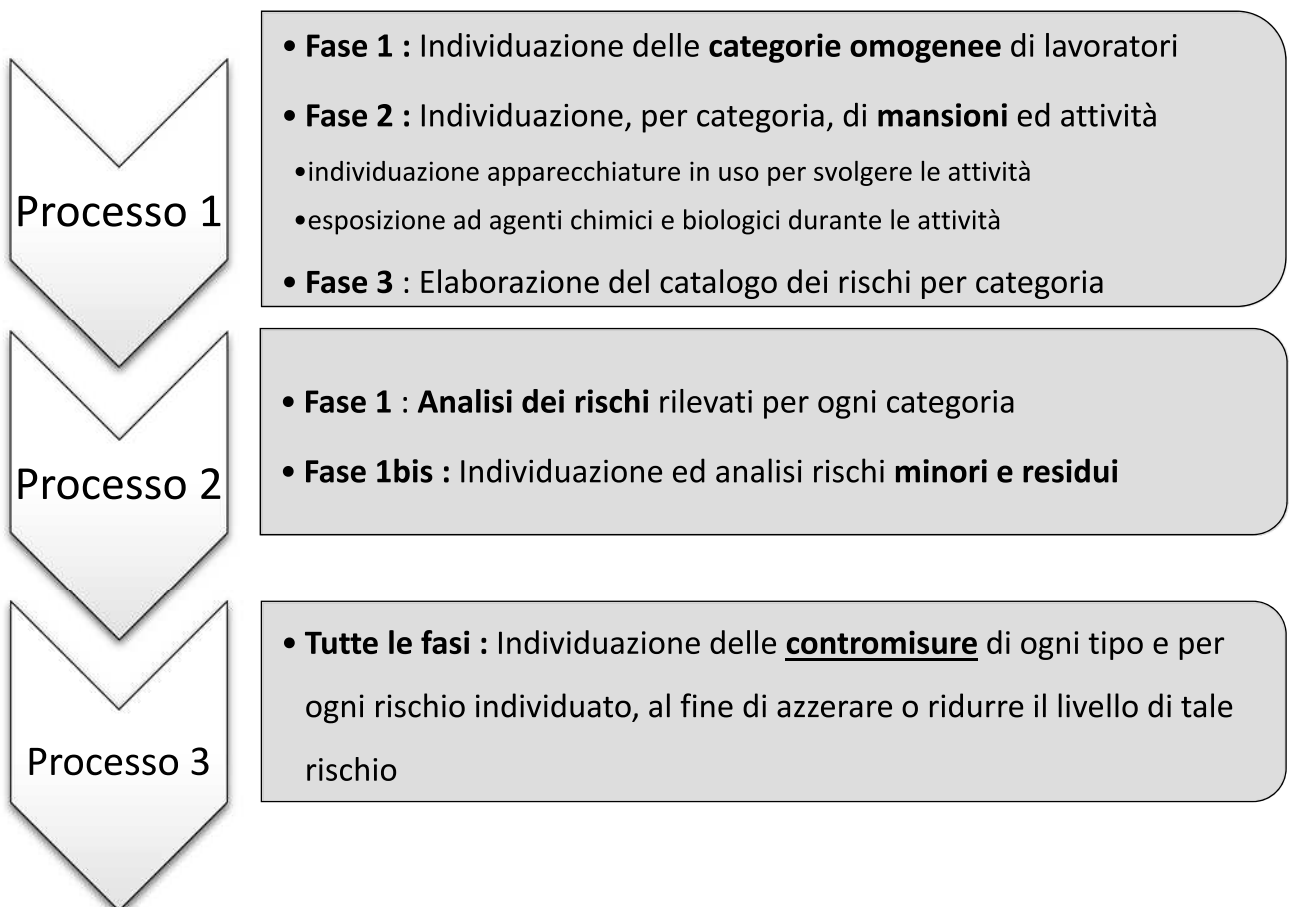 Processo 1
• Fase 1 : Individuazione delle categorie omogenee di lavoratori
• Fase 2 : Individuazione, per categoria, di mansioni ed attività
•individuazione apparecchiature in uso per svolgere le attività
•esposizione ad agenti chimici e biologici durante le attività
• Fase 3 : Elaborazione del catalogo dei rischi per categoria
Processo 2
• Fase 1 : Analisi dei rischi rilevati per ogni categoria
• Fase 1bis : Individuazione ed analisi rischi minori e residui
Processo 3
• Tutte le fasi : Individuazione delle contromisure di ogni tipo e per
ogni rischio individuato, al fine di azzerare o ridurre il livello di tale
rischio